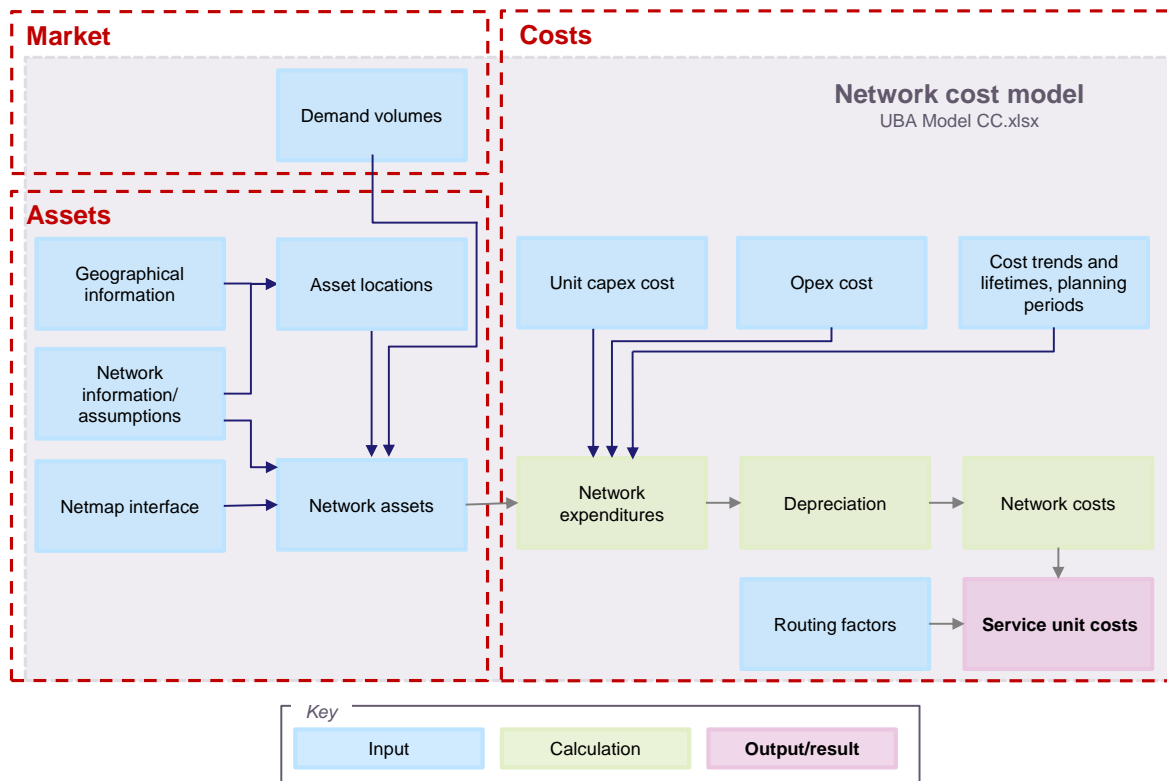 Market
Costs
Demand volumes
Network cost model
UBA Model CC.xlsx
Assets
Geographical
information
Asset locations
Unit capex cost
Opex cost
Cost trends and
lifetimes, planning
periods
Network
information/
assumptions
Netmap interface
Network assets
Network
expenditures
Depreciation
Network costs
Routing factors
Service unit costs
Key
Input
Calculation
Output/result